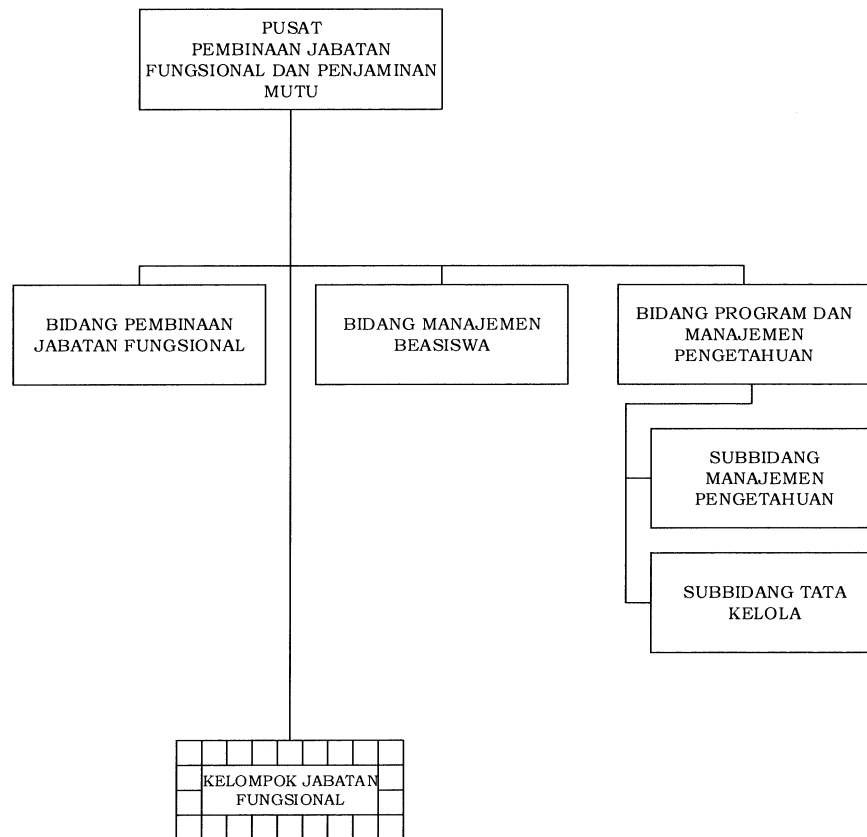 PUSAT
PEMBINAAN JABATAN
FUNGSIONAL DAN PENJAMINAN
MUTU
BIDANG PEMBINAAN
JABATAN FUNGSIONAL
BIDANG MANAJEMEN
BEASISWA
BIDANG PROGRAM DAN
MANAJEMEN
PENGETAHUAN
SUBBIDANG
MANAJEMEN
PENGETAHUAN
SUBBIDANG TATA
KELOLA
KELOMPOK JABATAN
FUNGSIONAL